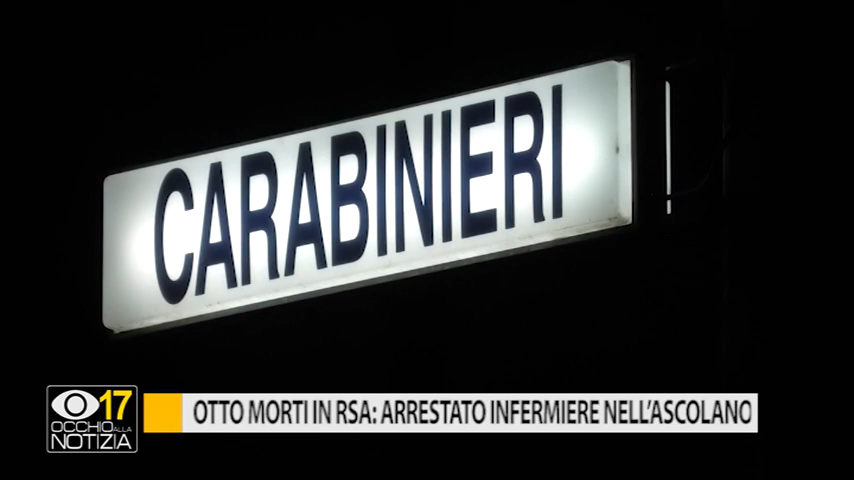 CARABINIERI
17
OCCHIO ALLA
NOTIZIA
OTTO MORTI IN RSA: ARRESTATO INFERMIERE NELL'ASCOLANO